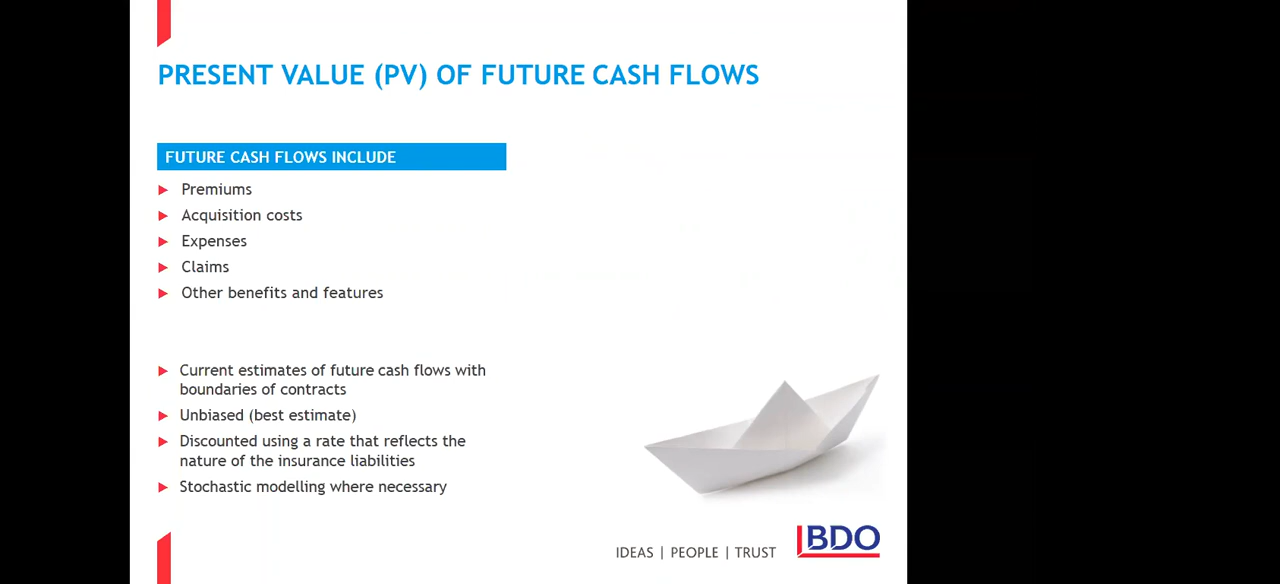 PRESENT VALUE (PV) OF FUTURE CASH FLOWS
FUTURE CASH FLOWS INCLUDE
Premiums
Acquisition costs
Expenses
Claims
Other benefits and features
Current estimates of future cash flows with
boundaries of contracts
Unbiased (best estimate)
Discounted using a rate that reflects the
nature of the insurance liabilities
Stochastic modelling where necessary
IDEAS | PEOPLE | TRUST
BDO